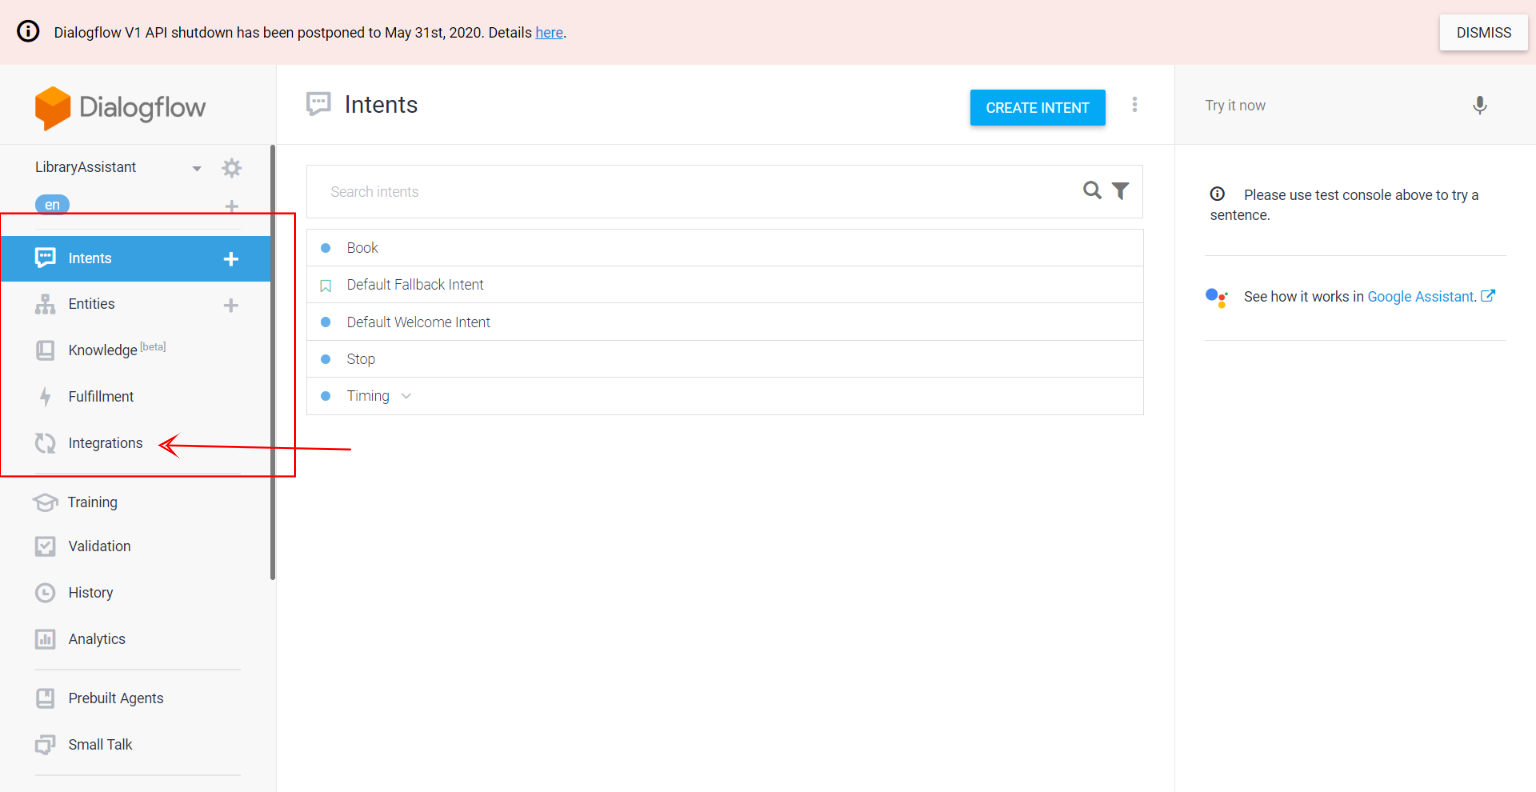 Dialogflow V1 API shutdown has been postponed to May 31st, 2020. Details here.
DISMISS
Dialogflow
LibraryAssistant
en
Intents
Entities
Knowledge [beta]
Fulfillment
Integrations
Training
Validation
History
Analytics
Prebuilt Agents
Small Talk
Intents
CREATE INTENT
Search intents
Book
Default Fallback Intent
Default Welcome Intent
Stop
Timing
Try it now
Please use test console above to try a
sentence.
See how it works in Google Assistant.